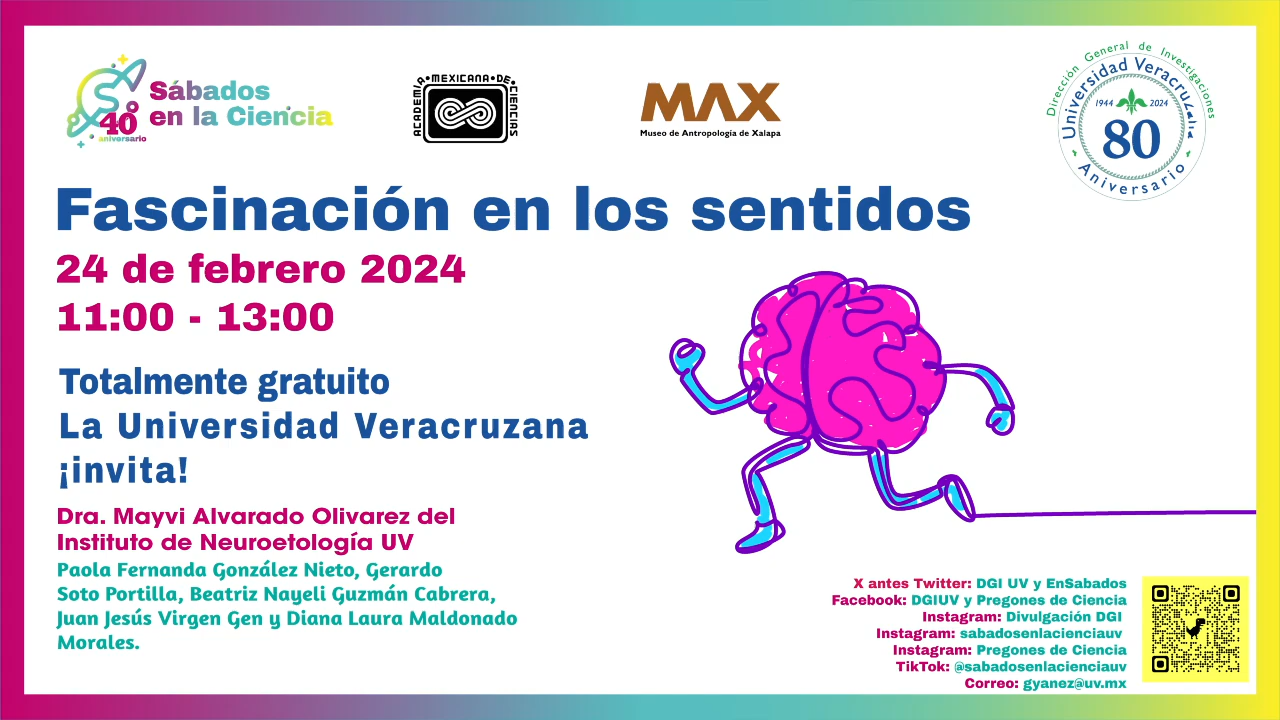 Sábados
en la Ciencia
40
aniversario
ACADEMIA•MEXICANA•DE•CIENCIAS
MAX
Museo de Antropología de Xalapa
Dirección General de Investigaciones
Universidad Veracruzana
1944 2024
80
Aniversario
Fascinación en los sentidos
24 de febrero 2024
11:00 - 13:00
Totalmente gratuito
La Universidad Veracruzana
¡invita!
Dra. Mayvi Alvarado Olivarez del
Instituto de Neuroetología UV
Paola Fernanda González Nieto, Gerardo
Soto Portilla, Beatriz Nayeli Guzmán Cabrera,
Juan Jesús Virgen Gen y Diana Laura Maldonado
Morales.
X antes Twitter: DGI UV y EnSabados
Facebook: DGIUV y Pregones de Ciencia
Instagram: Divulgación DGI
Instagram: sabadosenlacienciauv
Instagram: Pregones de Ciencia
TikTok: @sabadosenlacienciauv
Correo: gyanez@uv.mx